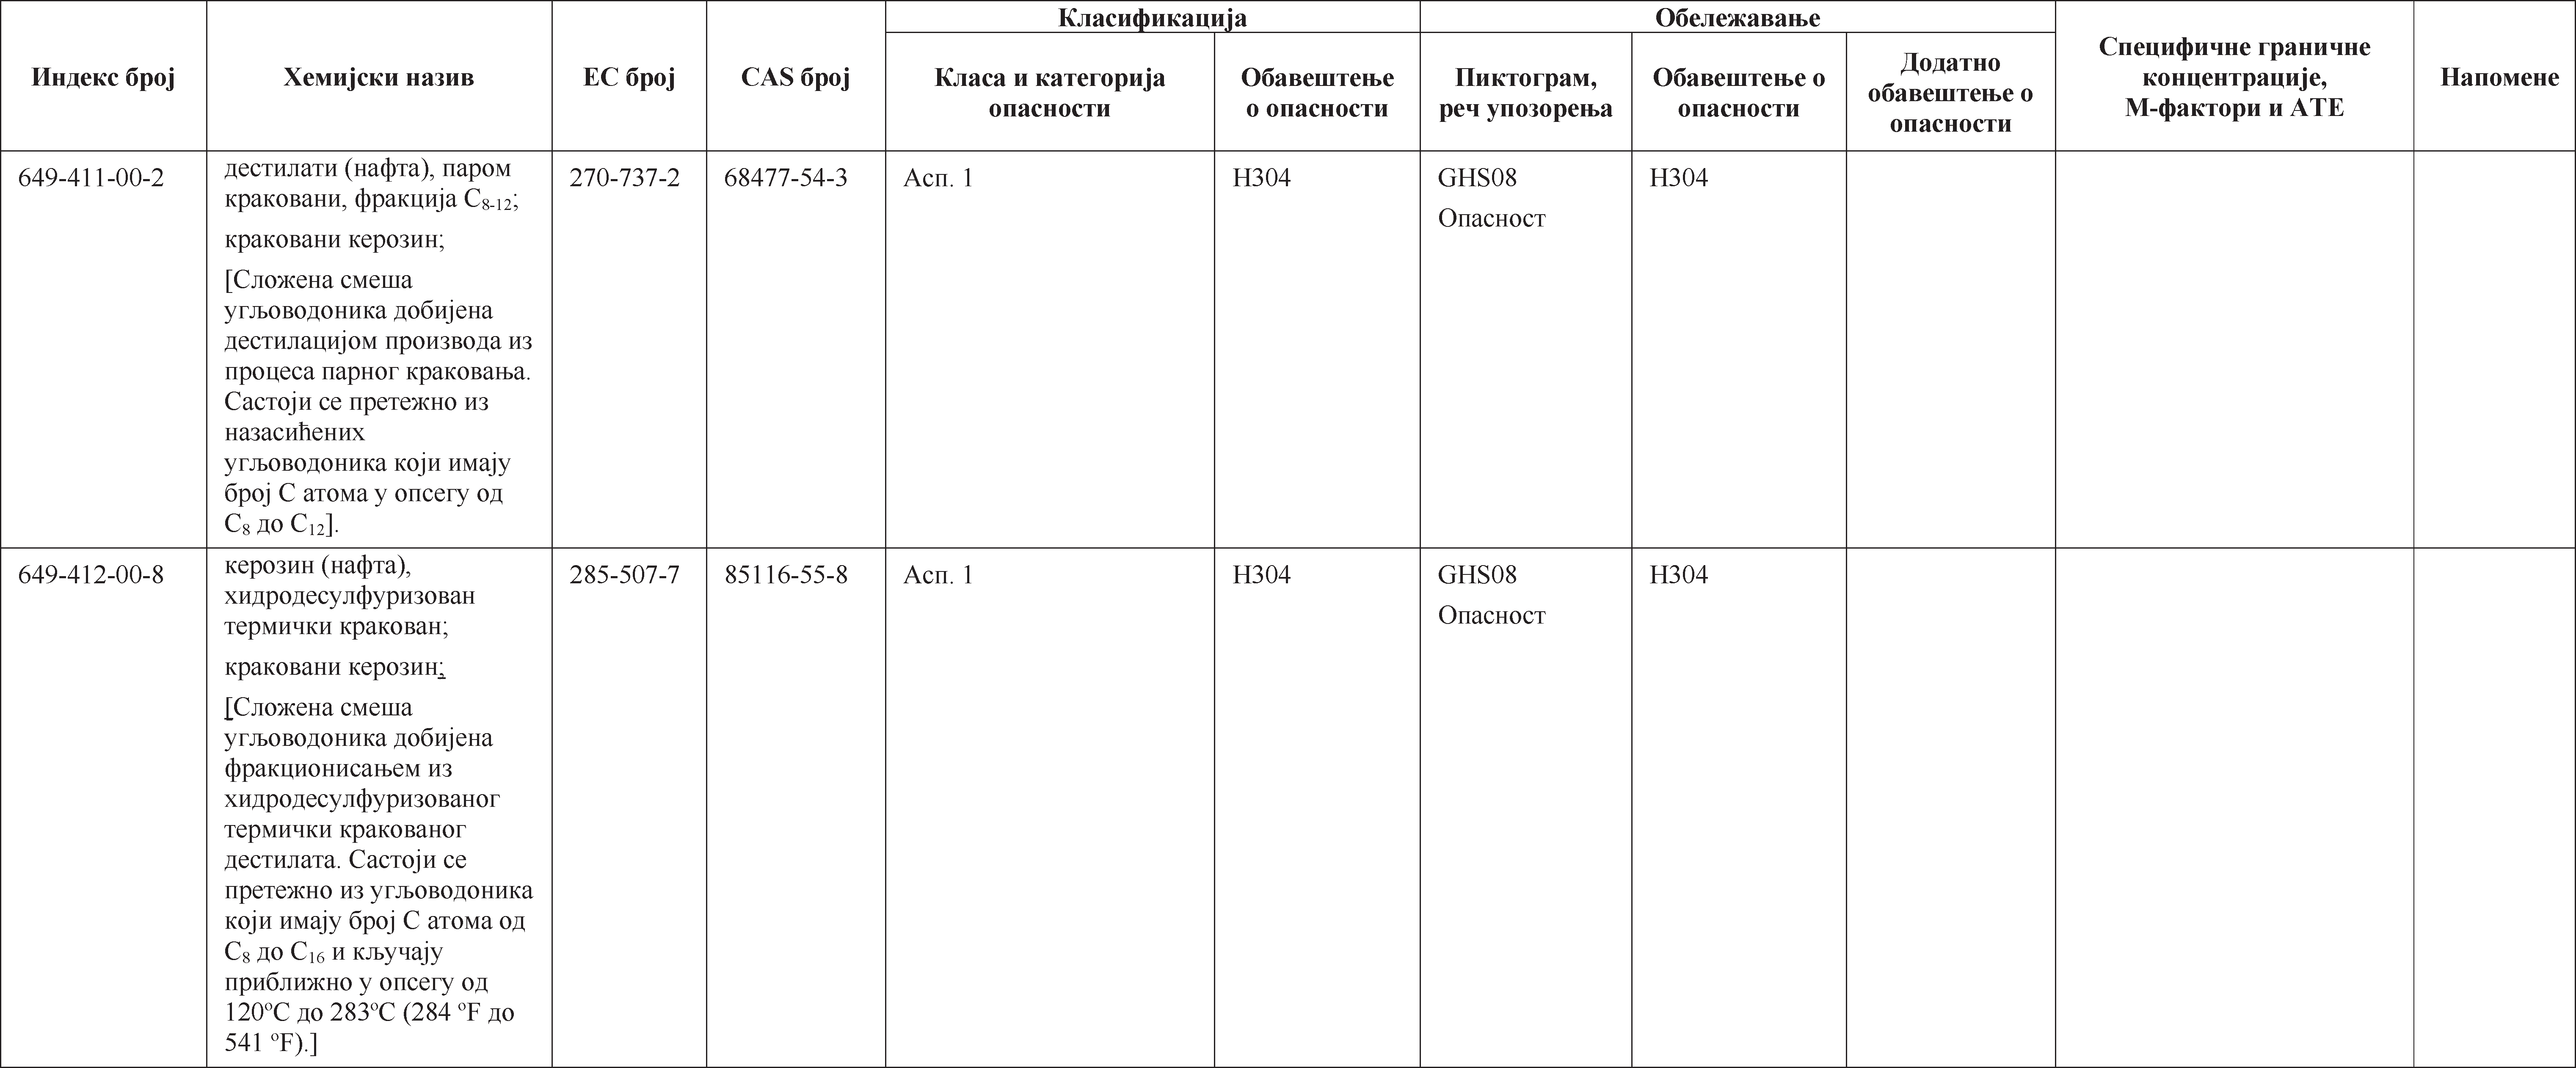 Класификација
Обележавање
Индекс број
Хемијски назив
ЕС број
CAS број
Класа и категорија
опасности
Обавештење
о опасности
Пиктограм,
реч упозорења
Обавештење о
опасности
Додатно
обавештење о
опасности
Специфичне граничне
концентрације,
М-фактори и АТЕ
Напомене
649-411-00-2
дестилати (нафта), паром
краковани, фракција C8-12;
краковани керозин;
[Сложена смеша
угљоводоника добијена
дестилацијом производа из
процеса парног краковања.
Састоји се претежно из
назасићених
угљоводоника који имају
број C атома у опсегу од
C8 до C12].
270-737-2
68477-54-3
Асп. 1
H304
GHS08
Опасност
H304
649-412-00-8
керозин (нафта),
хидродесулфуризован
термички кракован;
краковани керозин;
[Сложена смеша
угљоводоника добијена
фракционисањем из
хидродесулфуризованог
термички кракованог
дестилата. Састоји се
претежно из угљоводоника
који имају број C атома од
C8 до C16 и кључају
приближно у опсегу од
120ºC до 283ºC (284 ºF до
541 ºF).]
285-507-7
85116-55-8
Асп. 1
H304
GHS08
Опасност
H304